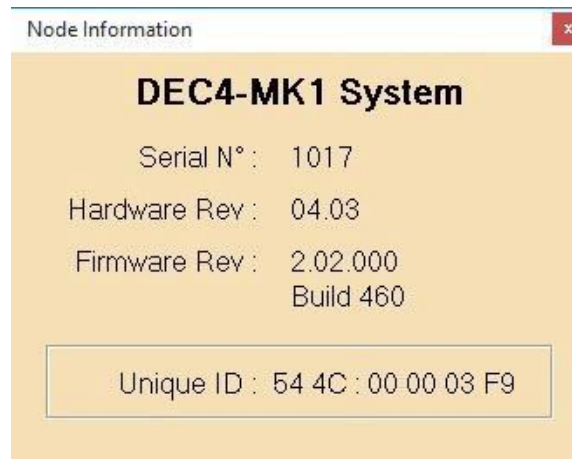 Node Information
x
DEC4-MK1 System
Serial N° : 1017
Hardware Rev : 04.03
Firmware Rev : 2.02.000
Build 460
Unique ID : 54 4C : 00 00 03 F9